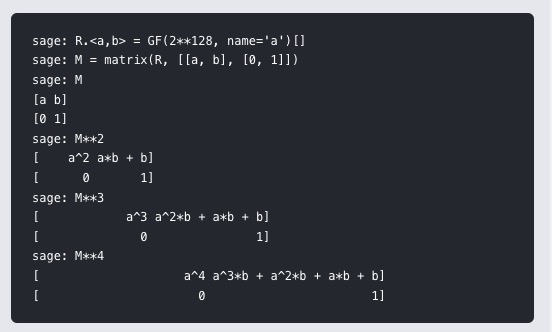 sage: R.<a,b> = GF(2**128, name='a')[]
sage: M = matrix(R, [[a, b], [0, 1]])
sage: M
[a b]
[0 1]
sage: M**2
[    a^2 a*b + b]
[      0       1]
sage: M**3
[            a^3 a^2*b + a*b + b]
[              0               1]
sage: M**4
[                    a^4 a^3*b + a^2*b + a*b + b]
[                      0                       1]